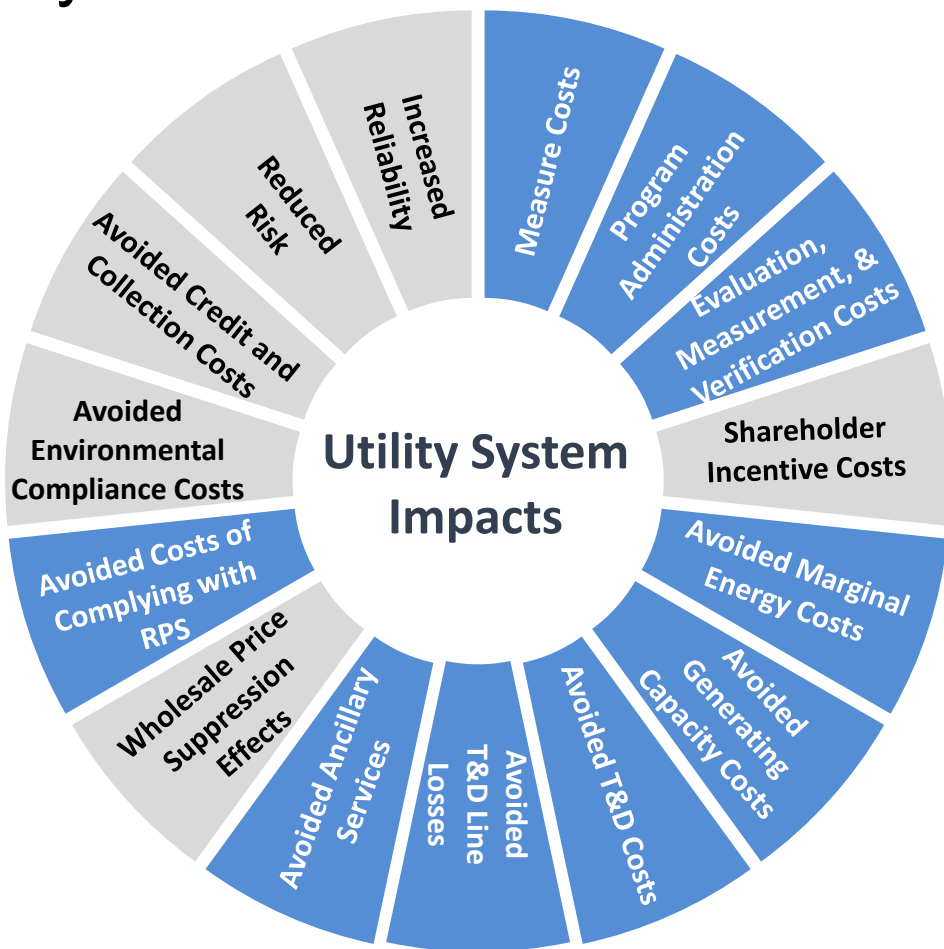 Utility System
Impacts
Measure Costs
Program
Administration
Costs
Evaluation,
Measurement, &
Verification Costs
Shareholder
Incentive Costs
Avoided Marginal
Energy Costs
Avoided
Generating
Capacity Costs
Avoided T&D Costs
Avoided
T&D Line
Losses
Avoided Ancillary
Services
Wholesale Price
Suppression
Effects
Avoided Costs of
Complying with
RPS
Avoided
Environmental
Compliance Costs
Avoided Credit and
Collection Costs
Reduced
Risk
Increased
Reliability